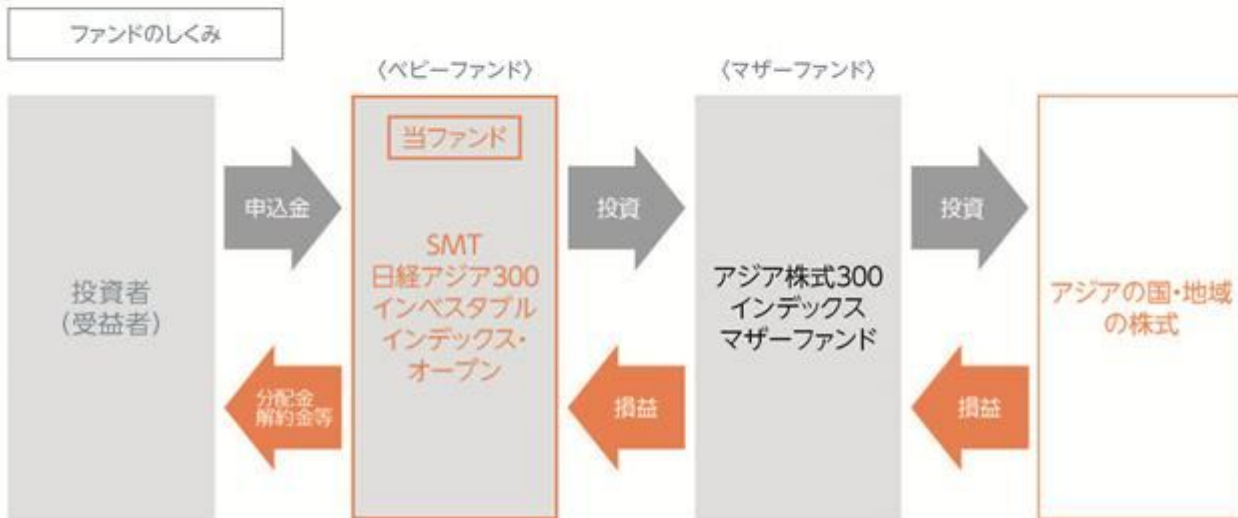 ファンドのしくみ
〈ベビーファンド〉
〈マザーファンド〉
投資者
(受益者)
申込金
分配金
解約金等
当ファンド
SMT
日経アジア300
インベスタブル
インデックス・
オープン
投資
損益
アジア株式300
インデックス
マザーファンド
投資
損益
アジアの国・地域
の株式